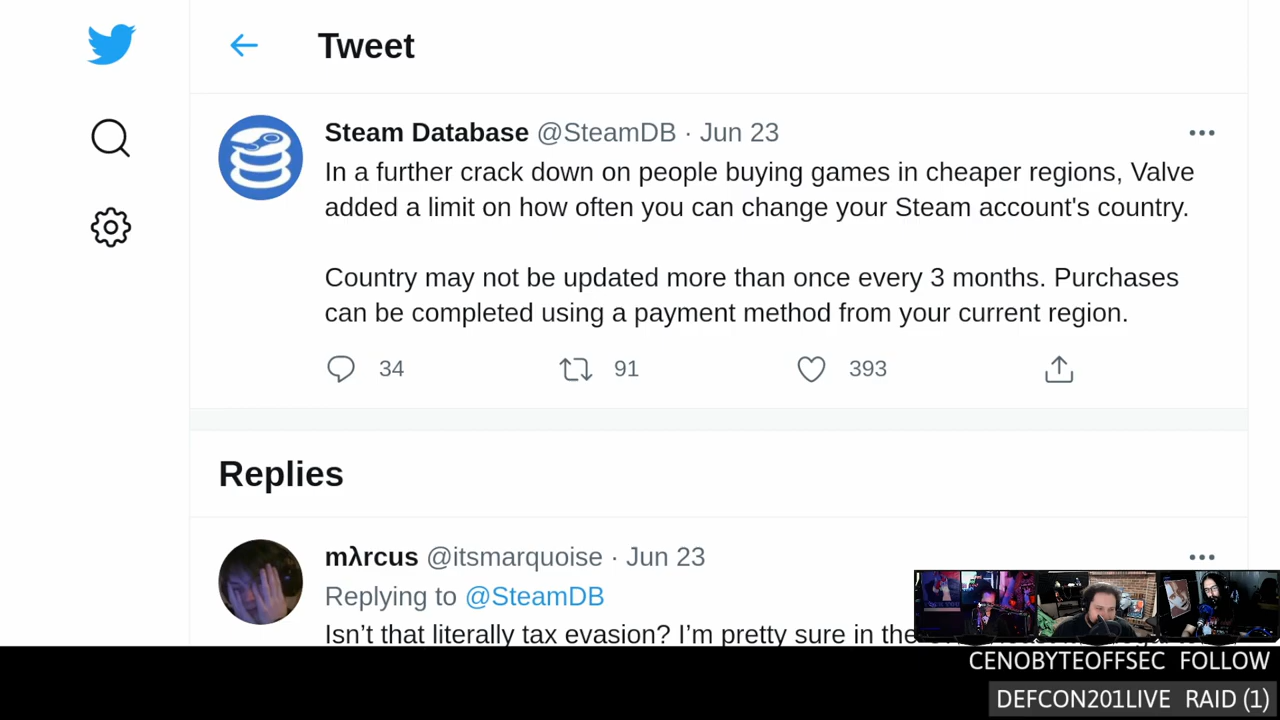 Tweet
Steam Database @SteamDB · Jun 23
In a further crack down on people buying games in cheaper regions, Valve
added a limit on how often you can change your Steam account's country.
Country may not be updated more than once every 3 months. Purchases
can be completed using a payment method from your current region.
34 91 393
Replies
mλrcus @itsmarquoise · Jun 23
Replying to @SteamDB
Isn’t that literally tax evasion? I’m pretty sure in the
CENOBYTEOFFSEC FOLLOW
DEFCON201LIVE RAID (1)